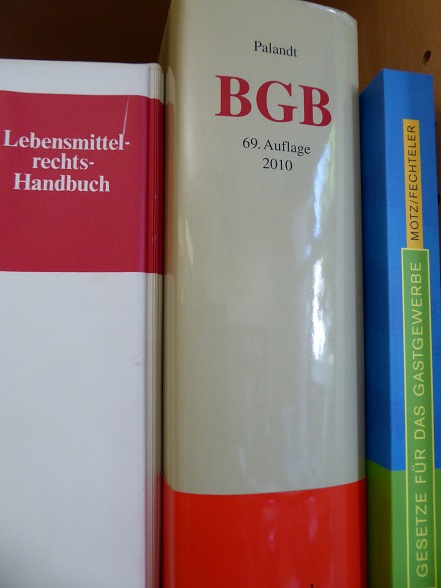 Lebensmittel-
rechts-
Handbuch
Palandt
BGB
69. Auflage
2010
MOTZ/FECHTELER
GESETZE FÜR DAS GASTGEWERBE